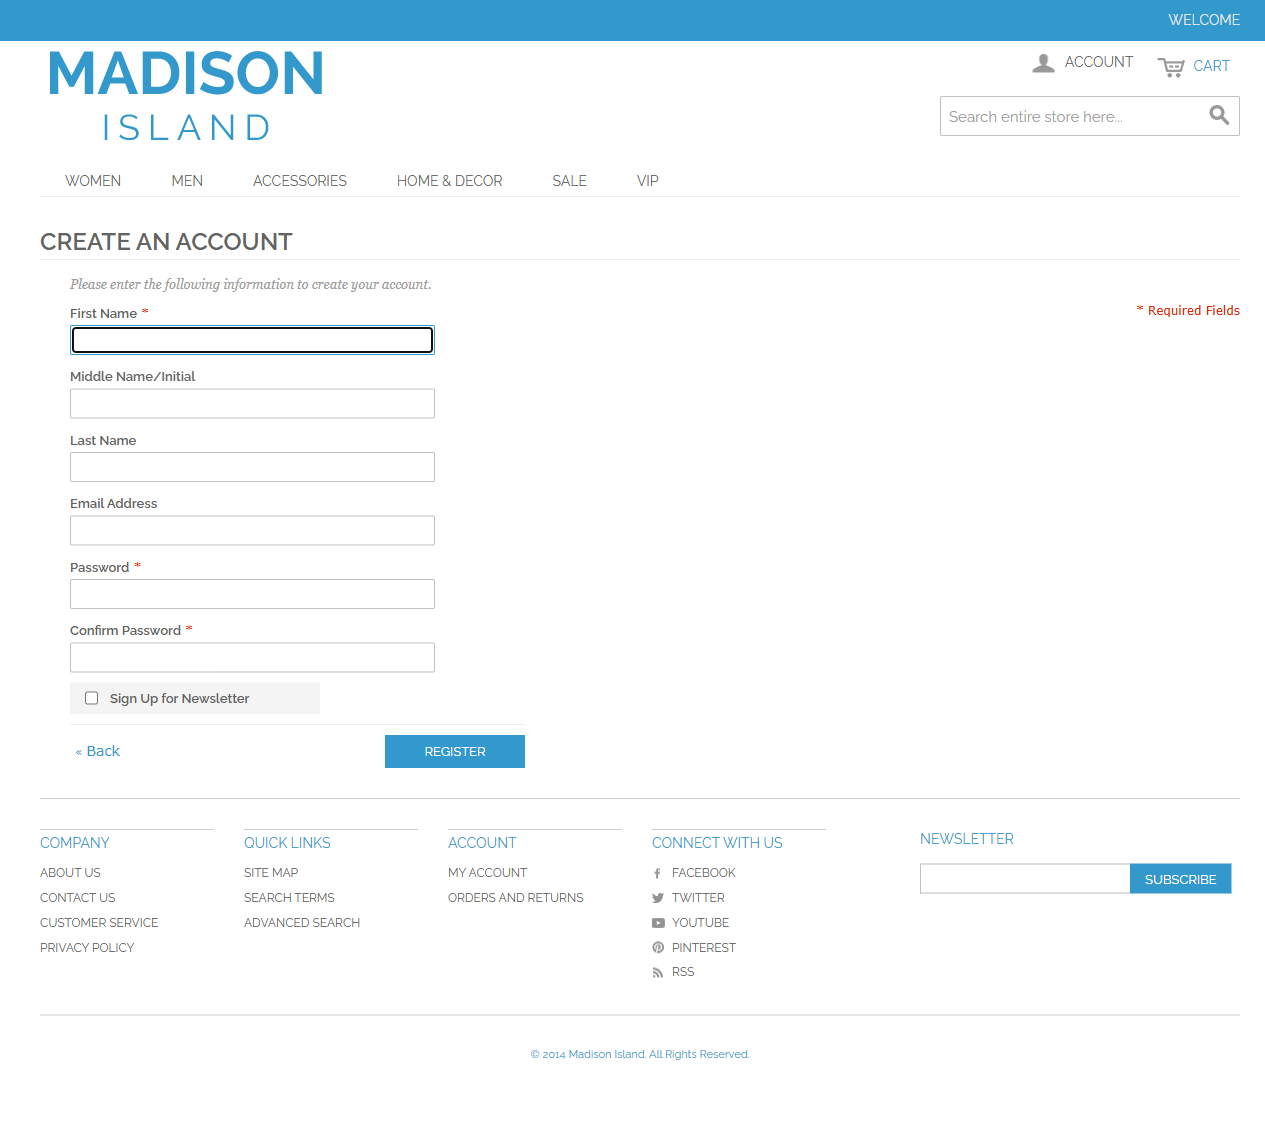 WELCOME
MADISON
ISLAND
ACCOUNT
CART
Search entire store here...
WOMEN
MEN
ACCESSORIES
HOME & DECOR
SALE
VIP
CREATE AN ACCOUNT
Please enter the following information to create your account.
* Required Fields
First Name *
Middle Name/Initial
Last Name
Email Address
Password *
Confirm Password *
Sign Up for Newsletter
« Back
REGISTER
COMPANY
ABOUT US
CONTACT US
CUSTOMER SERVICE
PRIVACY POLICY
QUICK LINKS
SITE MAP
SEARCH TERMS
ADVANCED SEARCH
ACCOUNT
MY ACCOUNT
ORDERS AND RETURNS
CONNECT WITH US
FACEBOOK
TWITTER
YOUTUBE
PINTEREST
RSS
NEWSLETTER
SUBSCRIBE
© 2014 Madison Island. All Rights Reserved.